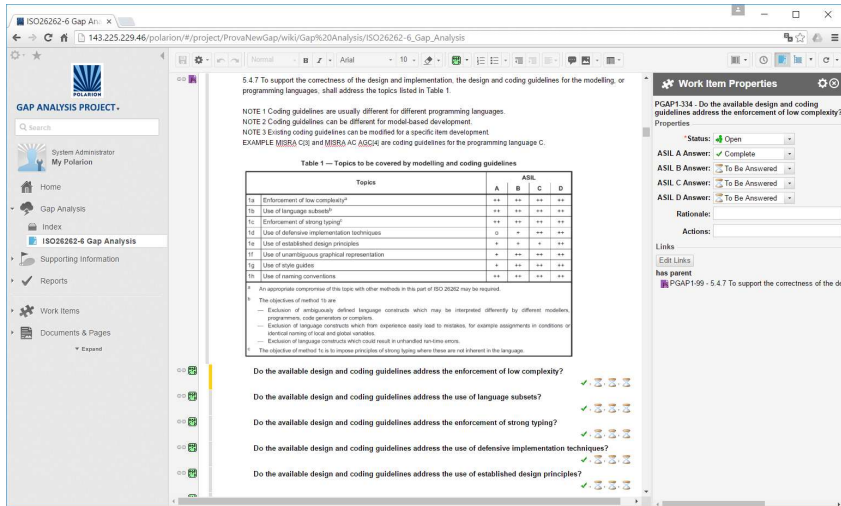 ISO26262-6 Gap An
143.225.229.46/polarion/#/project/ProvaNewGap/wiki/Gap%20Analysis/ISO26262-6_Gap_Analysis
Normal
B I
Arial
10
POLARION
GAP ANALYSIS PROJECT
Search
System Administrator
My Polarion
Home
Gap Analysis
Index
ISO26262-6 Gap Analysis
Supporting Information
Reports
Work Items
Documents & Pages
Expand
5.4.7 To support the correctness of the design and implementation, the design and coding guidelines for the modelling, or
programming languages, shall address the topics listed in Table 1.
NOTE 1 Coding guidelines are usually different for different programming languages.
NOTE 2 Coding guidelines can be different for model-based development.
NOTE 3 Existing coding guidelines can be modified for a specific item development.
EXAMPLE MISRA C[3] and MISRA AC AGC[4] are coding guidelines for the programming language C.
Table 1 — Topics to be covered by modelling and coding guidelines
Topics ASIL
A B C D
1a Enforcement of low complexity^a ++ ++ ++ ++
1b Use of language subsets^b ++ ++ ++ ++
1c Enforcement of strong typing^c ++ ++ ++ ++
1d Use of defensive implementation techniques o + ++ ++
1e Use of established design principles + + + ++
1f Use of unambiguous graphical representation + ++ ++ ++
1g Use of style guides + ++ ++ ++
1h Use of naming conventions ++ ++ ++ ++
a An appropriate compromise of this topic with other methods in this part of ISO 26262 may be required.
b The objectives of method 1b are
— Exclusion of ambiguously defined language constructs which may be interpreted differently by different modellers,
programmers, code generators or compilers.
— Exclusion of language constructs which from experience easily lead to mistakes, for example assignments in conditions or
identical naming of local and global variables.
— Exclusion of language constructs which could result in unhandled run-time errors.
c The objective of method 1c is to impose principles of strong typing where these are not inherent in the language.
Do the available design and coding guidelines address the enforcement of low complexity?
Do the available design and coding guidelines address the use of language subsets?
Do the available design and coding guidelines address the enforcement of strong typing?
Do the available design and coding guidelines address the use of defensive implementation techniques?
Do the available design and coding guidelines address the use of established design principles?
Work Item Properties
PGAP1-334 - Do the available design and coding
guidelines address the enforcement of low complexity?
Properties
*Status: Open
ASIL A Answer: Complete
ASIL B Answer: To Be Answered
ASIL C Answer: To Be Answered
ASIL D Answer: To Be Answered
Rationale:
Actions:
Links
Edit Links
has parent
PGAP1-99 - 5.4.7 To support the correctness of the de